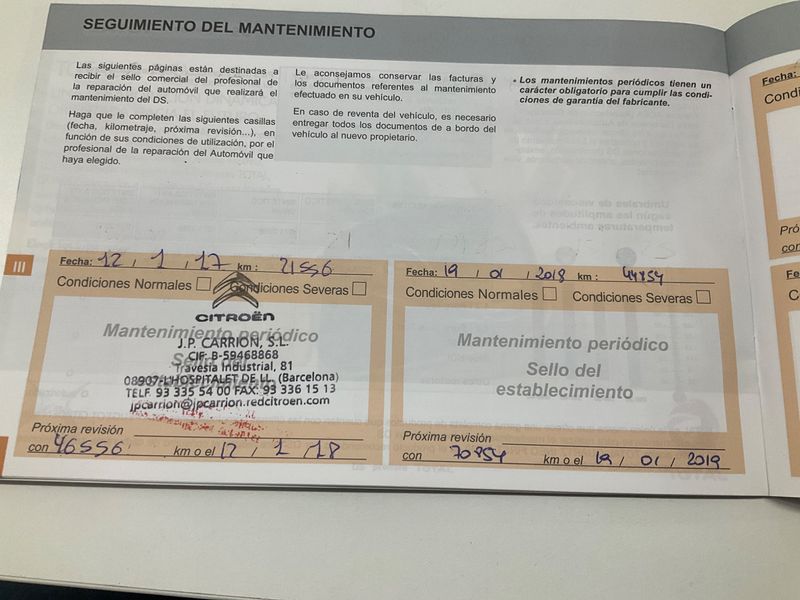 SEGUIMIENTO DEL MANTENIMIENTO
Las siguientes páginas están destinadas a
recibir el sello comercial del profesional de
la reparación del automóvil que realizará el
mantenimiento del DS.
Haga que le completen las siguientes casillas
(fecha, kilometraje, próxima revisión...), en
función de sus condiciones de utilización, por el
profesional de la reparación del Automóvil que
haya elegido.
Le aconsejamos conservar las facturas y
los documentos referentes al mantenimiento
efectuado en su vehículo.
En caso de reventa del vehículo, es necesario
entregar todos los documentos de a bordo del
vehículo al nuevo propietario.
• Los mantenimientos periódicos tienen un
carácter obligatorio para cumplir las condi-
ciones de garantía del fabricante.
III
Fecha: 12 / 1 / 17 km : 21556
Condiciones Normales Condiciones Severas
CITROËN
Mantenimiento periódico
J.P. CARRION, S.L.
CIF: B-59468868
Travesia Industrial, 81
08907-L'HOSPITALET DE LL. (Barcelona)
TELF. 93 335 54 00 FAX: 93 336 15 13
jpcarrion@jpcarrion.redcitroen.com
Próxima revisión
con 46556 km o el 12 / 1 / 18
Fecha: 19 / 01 / 2018 km :
Condiciones Normales Condiciones Severas
Mantenimiento periódico
Sello del
establecimiento
Próxima revisión
con 70954 km o el 19 / 01 / 2019
Fecha: